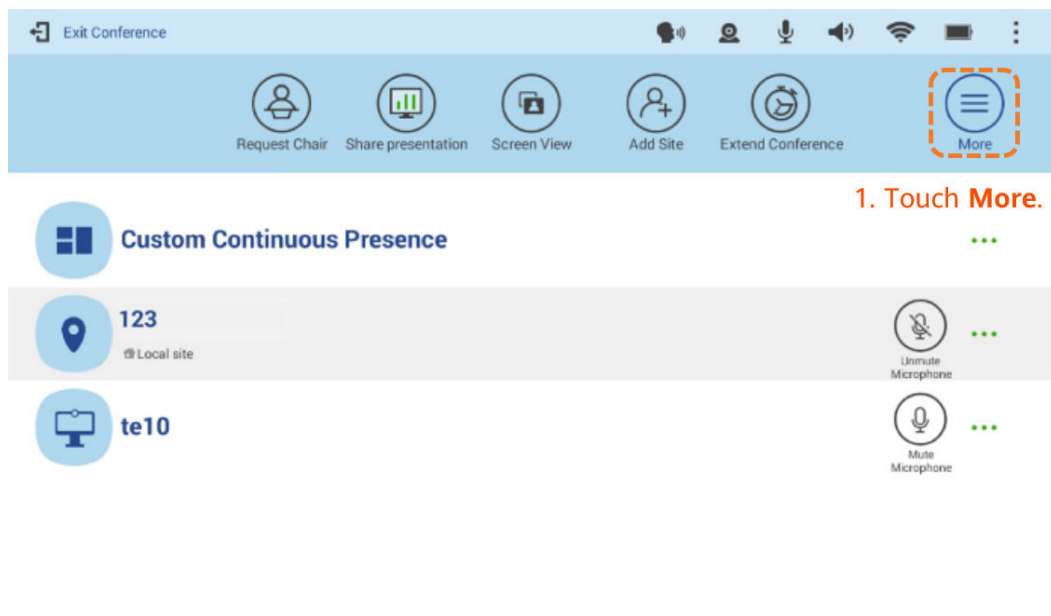 Exit Conference
Request Chair
Share presentation
Screen View
Add Site
Extend Conference
More
1. Touch More.
Custom Continuous Presence
123
Local site
Unmute
Microphone
te10
Mute
Microphone